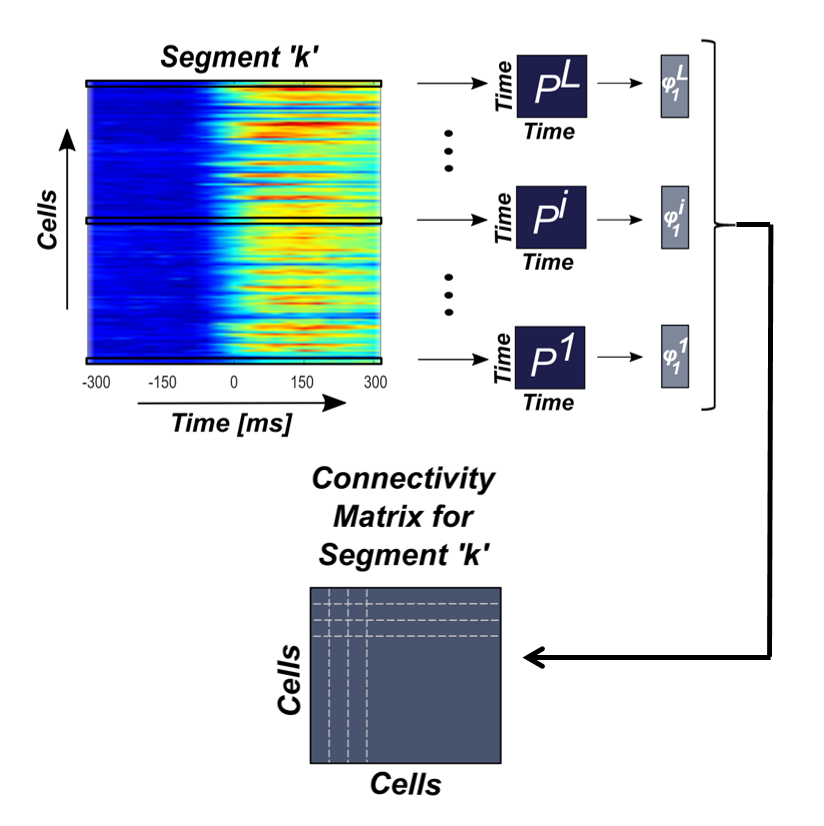 Segment 'k'
Cells
-300 -150 0 150 300
Time [ms]
Time
P^L
Time
φ_1^L
Time
P^i
Time
φ_1^i
Time
P^1
Time
φ_1^1
Connectivity
Matrix for
Segment 'k'
Cells
Cells